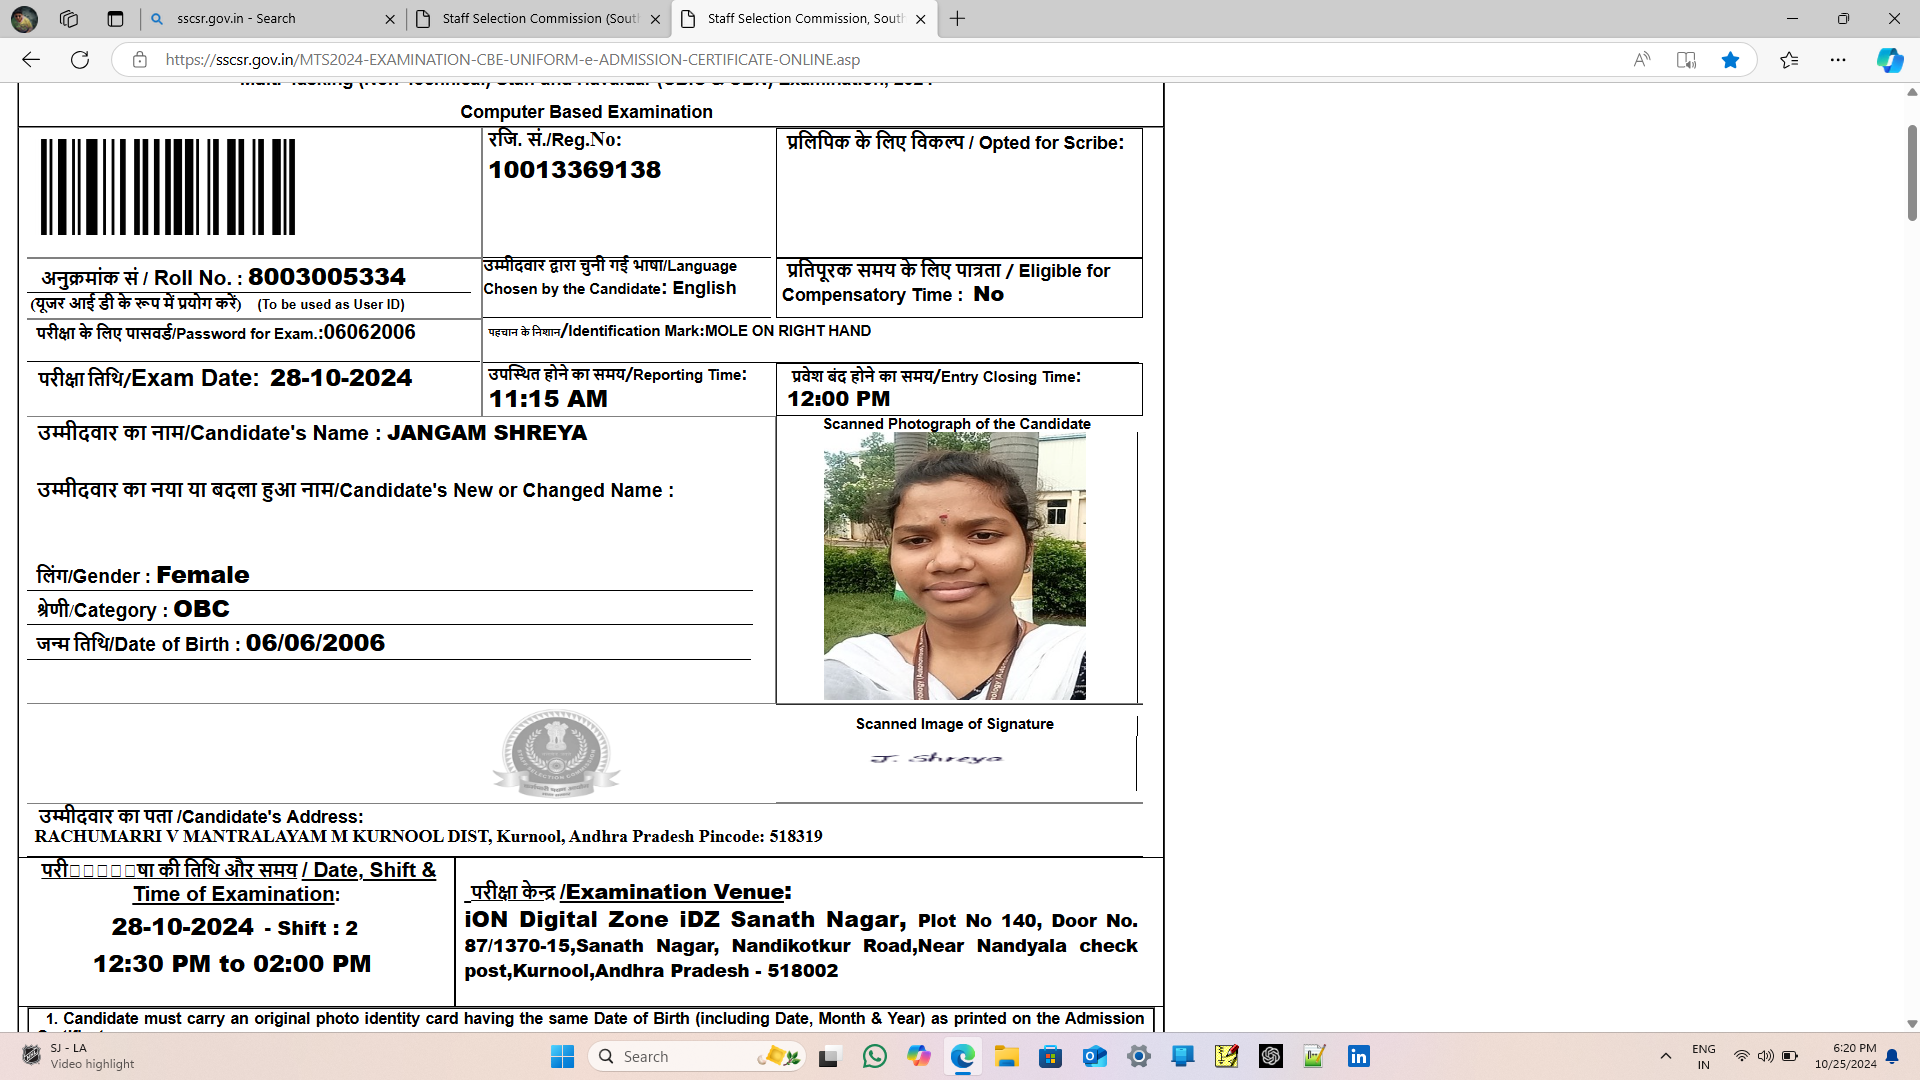 sscsr.gov.in - Search
Staff Selection Commission (Sout
Staff Selection Commission, South
https://sscsr.gov.in/MTS2024-EXAMINATION-CBE-UNIFORM-e-ADMISSION-CERTIFICATE-ONLINE.asp
Computer Based Examination
रजि. सं./Reg.No:
10013369138
प्रलिपिक के लिए विकल्प / Opted for Scribe:
अनुक्रमांक सं / Roll No. : 8003005334
(यूजर आई डी के रूप में प्रयोग करें) (To be used as User ID)
उम्मीदवार द्वारा चुनी गई भाषा/Language
Chosen by the Candidate: English
प्रतिपूरक समय के लिए पात्रता / Eligible for
Compensatory Time : No
परीक्षा के लिए पासवर्ड/Password for Exam.:06062006
पहचान के निशान/Identification Mark:MOLE ON RIGHT HAND
परीक्षा तिथि/Exam Date: 28-10-2024
उपस्थित होने का समय/Reporting Time:
11:15 AM
प्रवेश बंद होने का समय/Entry Closing Time:
12:00 PM
उम्मीदवार का नाम/Candidate's Name : JANGAM SHREYA
Scanned Photograph of the Candidate
उम्मीदवार का नया या बदला हुआ नाम/Candidate's New or Changed Name :
लिंग/Gender : Female
श्रेणी/Category : OBC
जन्म तिथि/Date of Birth : 06/06/2006
Scanned Image of Signature
J. Shreya
उम्मीदवार का पता /Candidate's Address:
RACHUMARRI V MANTRALAYAM M KURNOOL DIST, Kurnool, Andhra Pradesh Pincode: 518319
परी□□□□□षा की तिथि और समय / Date, Shift &
Time of Examination:
28-10-2024 - Shift : 2
12:30 PM to 02:00 PM
परीक्षा केन्द्र /Examination Venue:
iON Digital Zone iDZ Sanath Nagar, Plot No 140, Door No.
87/1370-15,Sanath Nagar, Nandikotkur Road,Near Nandyala check
post,Kurnool,Andhra Pradesh - 518002
1. Candidate must carry an original photo identity card having the same Date of Birth (including Date, Month & Year) as printed on the Admission
SJ - LA
Video highlight
Search
ENG
IN
6:20 PM
10/25/2024